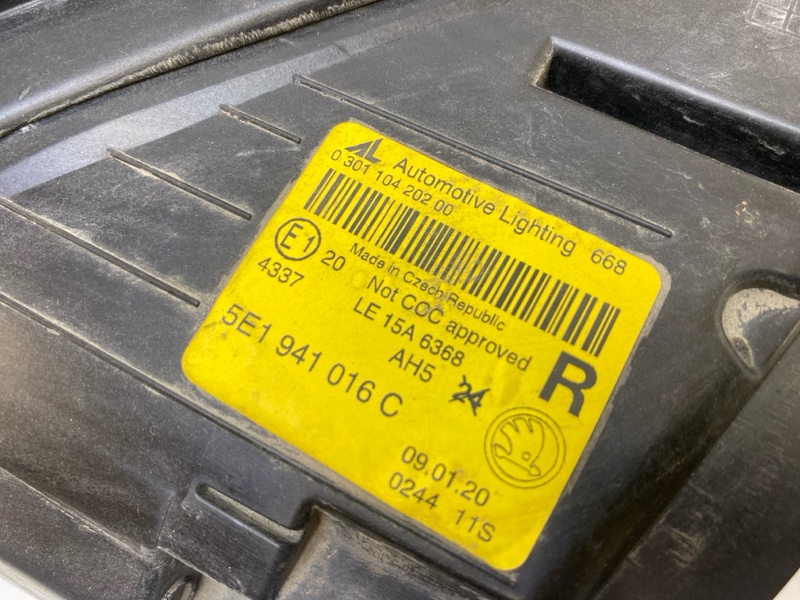 AL Automotive Lighting 668
0 301 104 202 00
E1 20 Made in Czech Republic
4337 Not COC approved
LE 15A 6368
5E1 941 016 C AH5 24 R
09.01.20
0244 11S